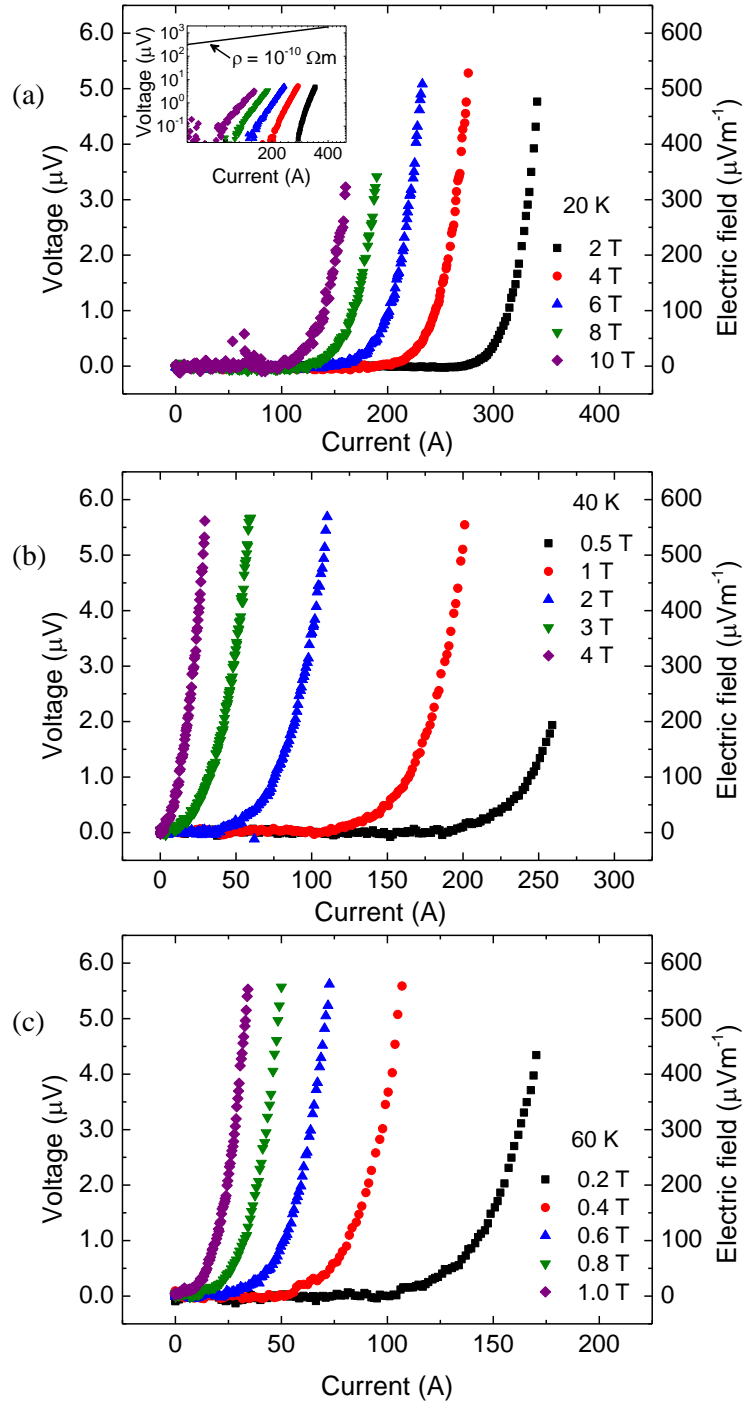 (a)
Voltage (μV)
6.0
5.0
4.0
3.0
2.0
1.0
0.0
Voltage (μV)
10³
10²
10¹
10⁰
10⁻¹
ρ = 10⁻¹⁰ Ωm
200 400
Current (A)
20 K
2 T
4 T
6 T
8 T
10 T
600
500
400
300
200
100
0
Electric field (μVm⁻¹)
0 100 200 300 400
Current (A)
(b)
Voltage (μV)
6.0
5.0
4.0
3.0
2.0
1.0
0.0
40 K
0.5 T
1 T
2 T
3 T
4 T
600
500
400
300
200
100
0
Electric field (μVm⁻¹)
0 50 100 150 200 250 300
Current (A)
(c)
Voltage (μV)
6.0
5.0
4.0
3.0
2.0
1.0
0.0
60 K
0.2 T
0.4 T
0.6 T
0.8 T
1.0 T
600
500
400
300
200
100
0
Electric field (μVm⁻¹)
0 50 100 150 200
Current (A)